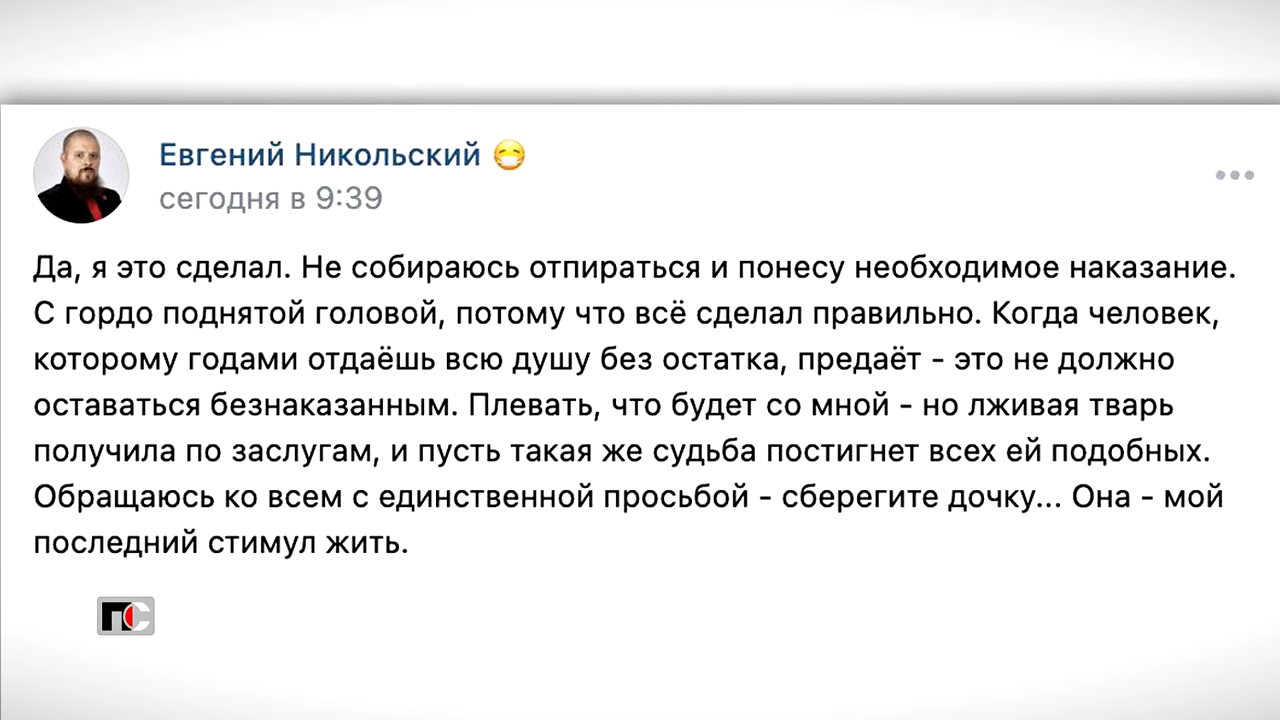 Евгений Никольский
сегодня в 9:39
Да, я это сделал. Не собираюсь отпираться и понесу необходимое наказание.
С гордо поднятой головой, потому что всё сделал правильно. Когда человек,
которому годами отдаёшь всю душу без остатка, предаёт - это не должно
оставаться безнаказанным. Плевать, что будет со мной - но лживая тварь
получила по заслугам, и пусть такая же судьба постигнет всех ей подобных.
Обращаюсь ко всем с единственной просьбой - сберегите дочку... Она - мой
последний стимул жить.
ПС